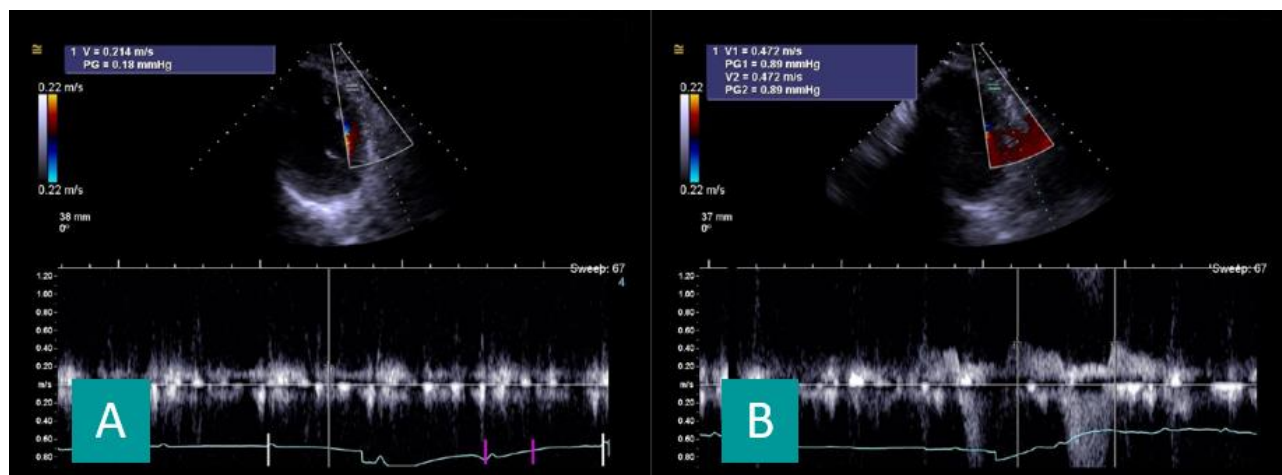 1 V = 0.214 m/s
PG = 0.18 mmHg
0.22 m/s
0.22 m/s
38 mm
0°
Sweep: 67
4
1.20
1.00
0.80
0.60
0.40
0.20
m/s
0.20
0.60
0.80
A
1 V1 = 0.472 m/s
PG1 = 0.89 mmHg
V2 = 0.472 m/s
PG2 = 0.89 mmHg
0.22 m/s
0.22 m/s
37 mm
0°
Sweep: 67
1.20
1.00
0.80
0.60
0.40
0.20
m/s
0.20
0.40
0.60
0.80
B